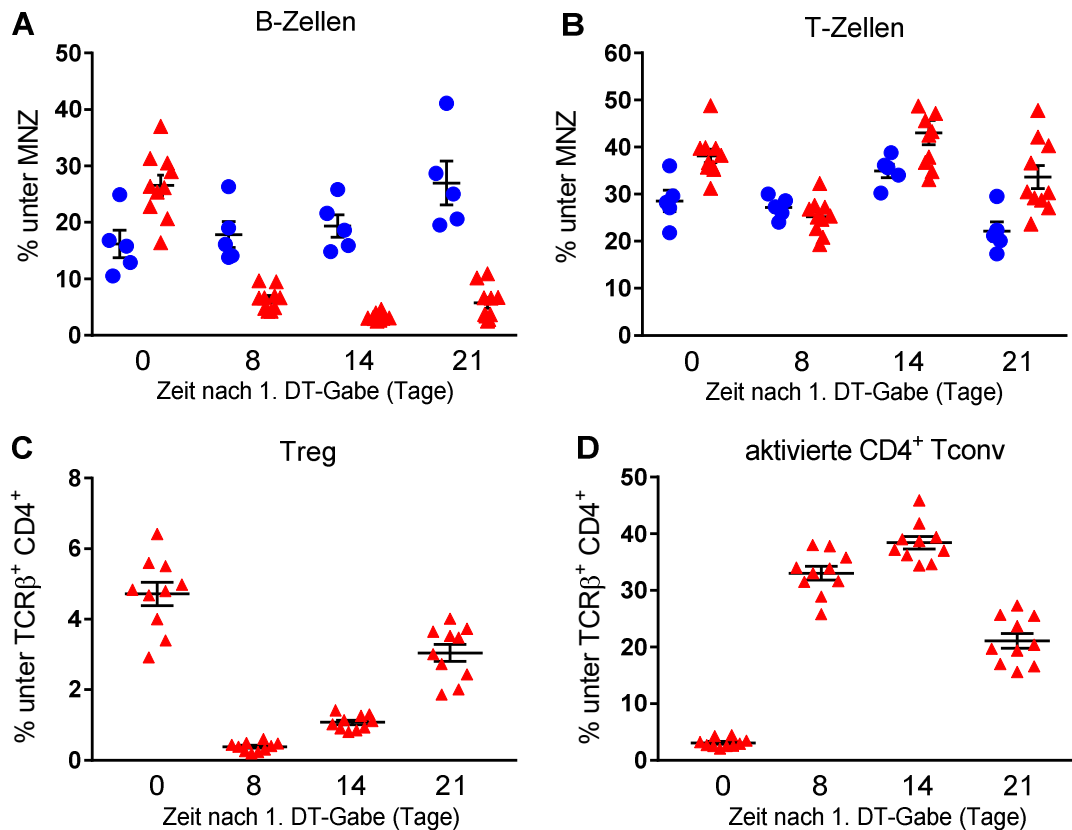 A
B-Zellen
% unter MNZ
50
40
30
20
10
0
0 8 14 21
Zeit nach 1. DT-Gabe (Tage)
B
T-Zellen
% unter MNZ
60
50
40
30
20
10
0
0 8 14 21
Zeit nach 1. DT-Gabe (Tage)
C
Treg
% unter TCRβ⁺ CD4⁺
8
6
4
2
0
0 8 14 21
Zeit nach 1. DT-Gabe (Tage)
D
aktivierte CD4⁺ Tconv
% unter TCRβ⁺ CD4⁺
50
40
30
20
10
0
0 8 14 21
Zeit nach 1. DT-Gabe (Tage)